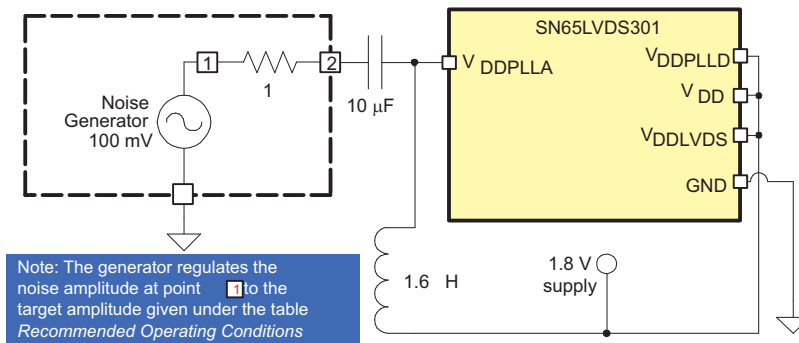 SN65LVDS301
1
2
V DDPLLA
VDDPLLD
V DD
VDDLVDS
GND
1
10 μF
Noise
Generator
100 mV
1.6 H
1.8 V
supply
Note: The generator regulates the
noise amplitude at point 1 to the
target amplitude given under the table
Recommended Operating Conditions